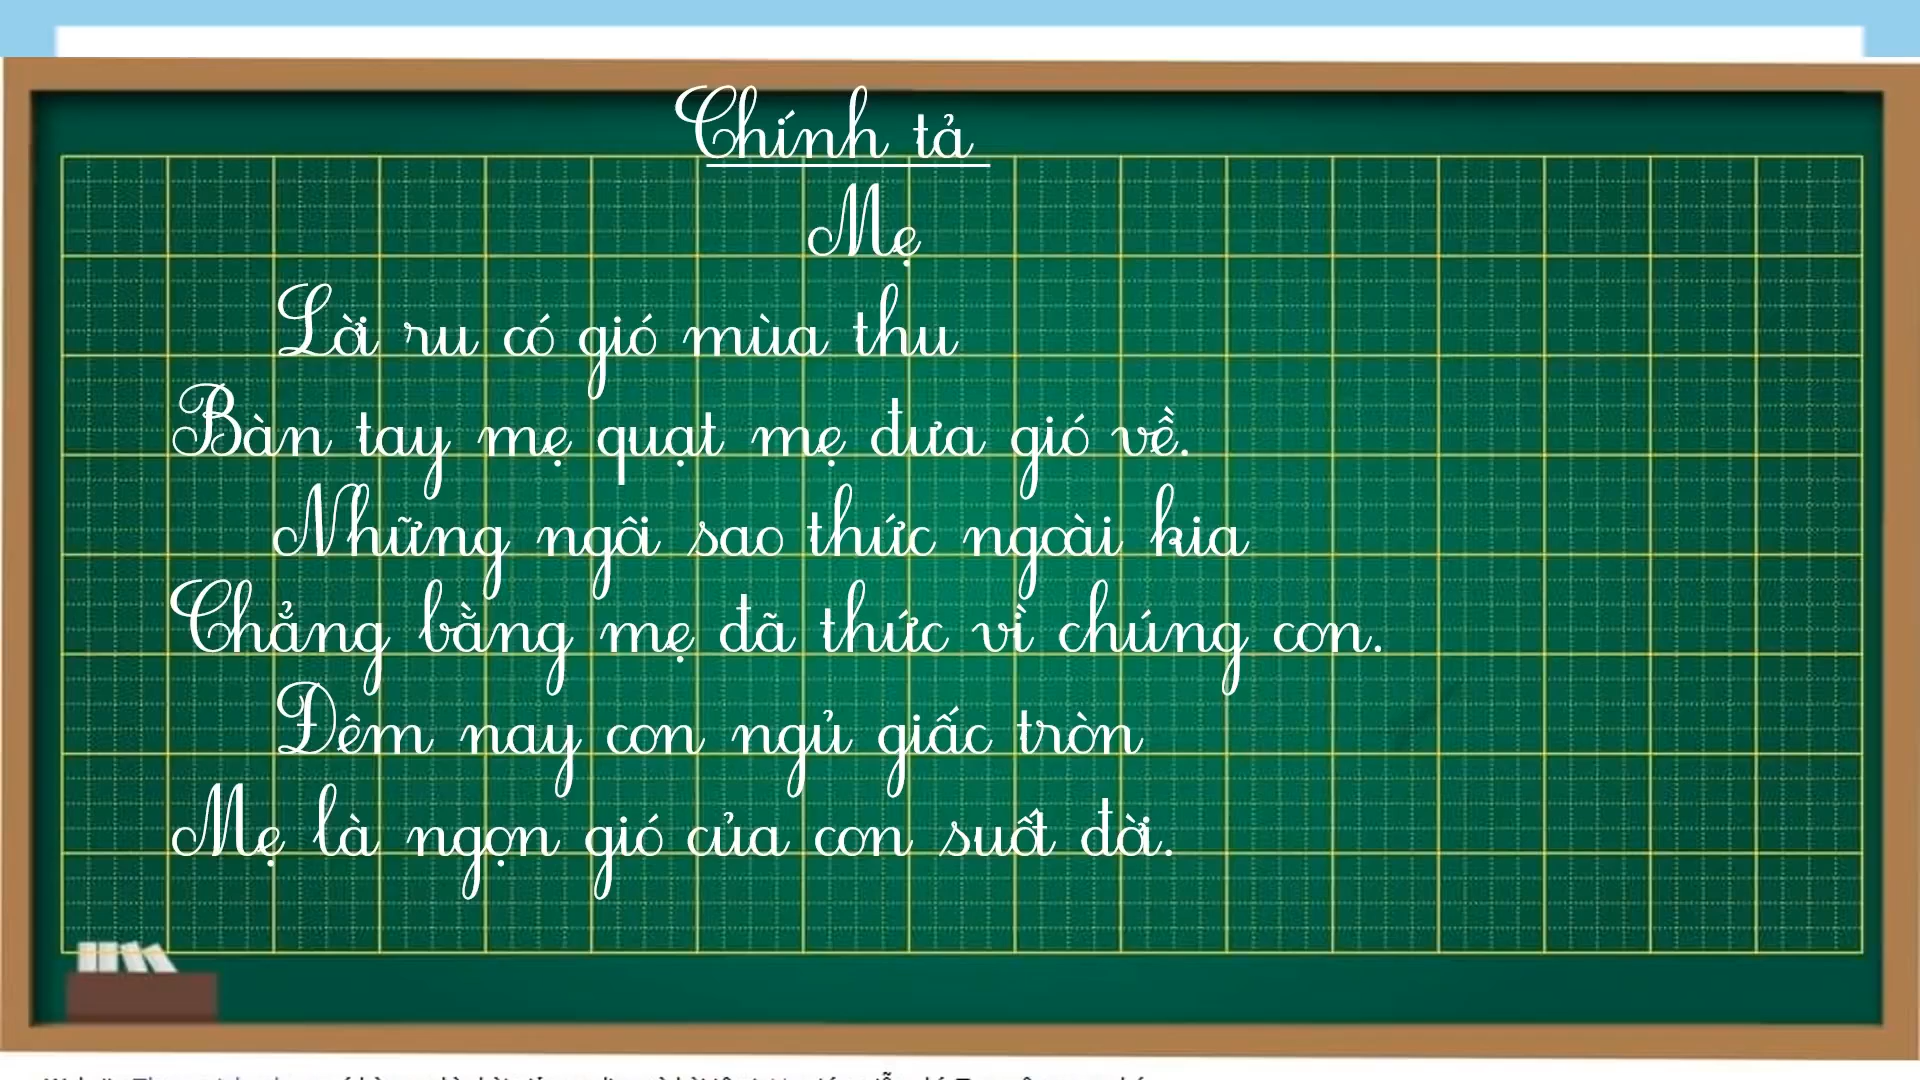 Chính tả
Mẹ
Lời ru có gió mùa thu
Bàn tay mẹ quạt mẹ đưa gió về.
Những ngôi sao thức ngoài kia
Chẳng bằng mẹ đã thức vì chúng con.
Đêm nay con ngủ giấc tròn
Mẹ là ngọn gió của con suốt đời.